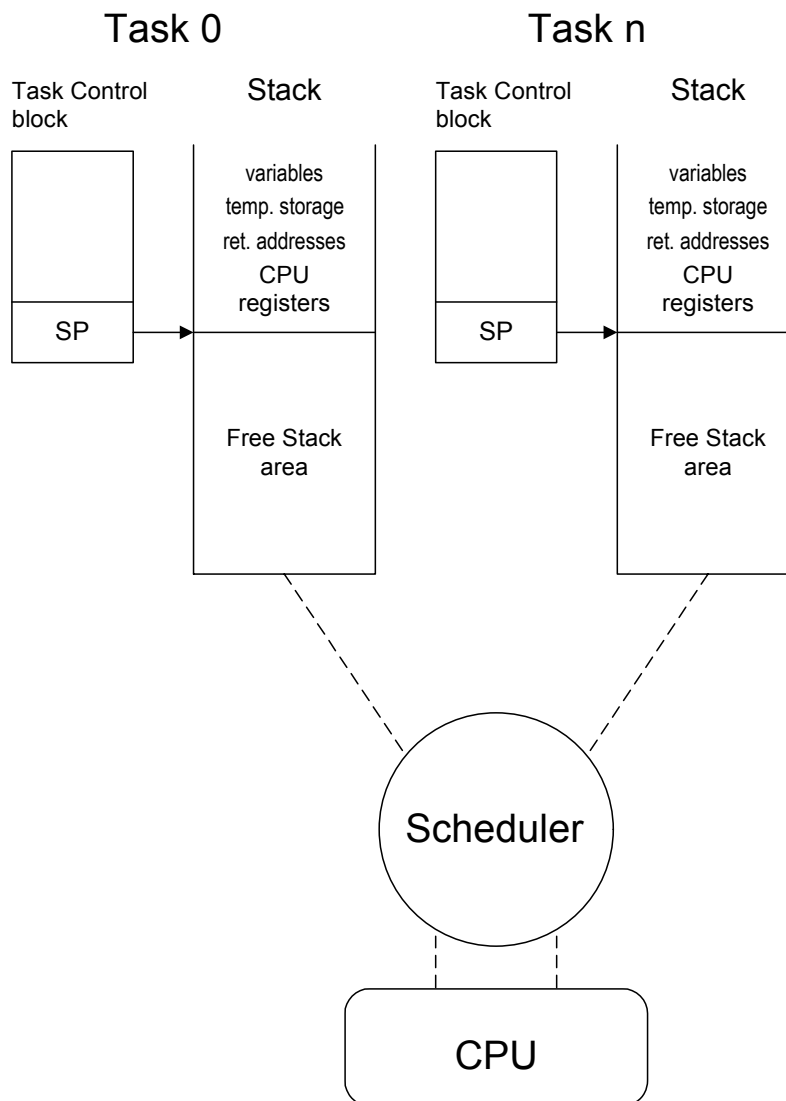 Task 0
Task n
Task Control
block
Stack
Task Control
block
Stack
variables
temp. storage
ret. addresses
CPU
registers
SP
Free Stack
area
variables
temp. storage
ret. addresses
CPU
registers
SP
Free Stack
area
Scheduler
CPU